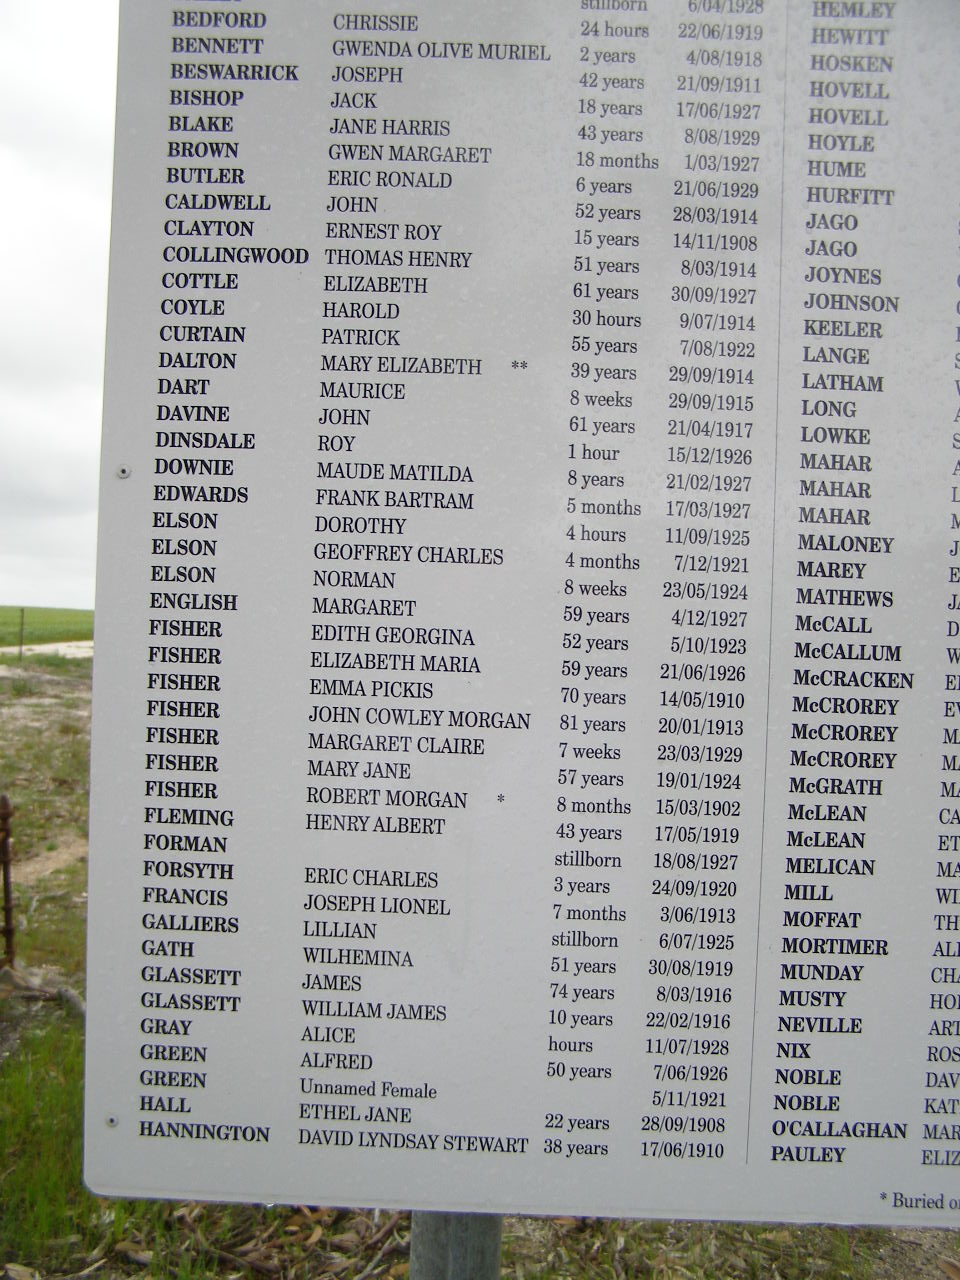 stillborn 6/04/1928
BEDFORD CHRISSIE 24 hours 22/06/1919
BENNETT GWENDA OLIVE MURIEL 2 years 4/08/1918
BESWARRICK JOSEPH 42 years 21/09/1911
BISHOP JACK 18 years 17/06/1927
BLAKE JANE HARRIS 43 years 8/08/1929
BROWN GWEN MARGARET 18 months 1/03/1927
BUTLER ERIC RONALD 6 years 21/06/1929
CALDWELL JOHN 52 years 28/03/1914
CLAYTON ERNEST ROY 15 years 14/11/1908
COLLINGWOOD THOMAS HENRY 51 years 8/03/1914
COTTLE ELIZABETH 61 years 30/09/1927
COYLE HAROLD 30 hours 9/07/1914
CURTAIN PATRICK 55 years 7/08/1922
DALTON MARY ELIZABETH ** 39 years 29/09/1914
DART MAURICE 8 weeks 29/09/1915
DAVINE JOHN 61 years 21/04/1917
DINSDALE ROY 1 hour 15/12/1926
DOWNIE MAUDE MATILDA 8 years 21/02/1927
EDWARDS FRANK BARTRAM 5 months 17/03/1927
ELSON DOROTHY 4 hours 11/09/1925
ELSON GEOFFREY CHARLES 4 months 7/12/1921
ELSON NORMAN 8 weeks 23/05/1924
ENGLISH MARGARET 59 years 4/12/1927
FISHER EDITH GEORGINA 52 years 5/10/1923
FISHER ELIZABETH MARIA 59 years 21/06/1926
FISHER EMMA PICKIS 70 years 14/05/1910
FISHER JOHN COWLEY MORGAN 81 years 20/01/1913
FISHER MARGARET CLAIRE 7 weeks 23/03/1929
FISHER MARY JANE 57 years 19/01/1924
FISHER ROBERT MORGAN * 8 months 15/03/1902
FLEMING HENRY ALBERT 43 years 17/05/1919
FORMAN stillborn 18/08/1927
FORSYTH ERIC CHARLES 3 years 24/09/1920
FRANCIS JOSEPH LIONEL 7 months 3/06/1913
GALLIERS LILLIAN stillborn 6/07/1925
GATH WILHEMINA 51 years 30/08/1919
GLASSETT JAMES 74 years 8/03/1916
GLASSETT WILLIAM JAMES 10 years 22/02/1916
GRAY ALICE hours 11/07/1928
GREEN ALFRED 50 years 7/06/1926
GREEN Unnamed Female 5/11/1921
HALL ETHEL JANE 22 years 28/09/1908
HANNINGTON DAVID LYNDSAY STEWART 38 years 17/06/1910
HEMLEY
HEWITT
HOSKEN
HOVELL
HOVELL
HOYLE
HUME
HURFITT
JAGO
JAGO
JOYNES
JOHNSON
KEELER
LANGE
LATHAM
LONG
LOWKE
MAHAR
MAHAR
MAHAR
MALONEY
MAREY
MATHEWS
McCALL
McCALLUM
McCRACKEN
McCROREY
McCROREY
McCROREY
McGRATH
McLEAN
McLEAN
MELICAN
MILL
MOFFAT
MORTIMER
MUNDAY
MUSTY
NEVILLE
NIX
NOBLE
NOBLE
O'CALLAGHAN
PAULEY
* Buried